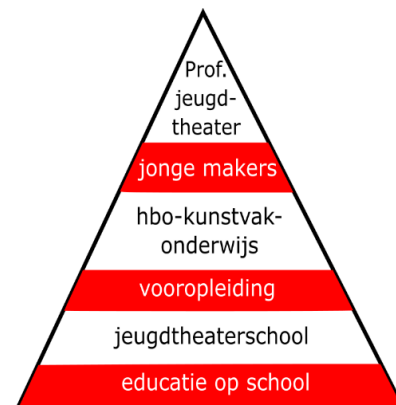 Prof.
jeugd-
theater
jonge makers
hbo-kunstvak-
onderwijs
vooropleiding
jeugdtheaterschool
educatie op school